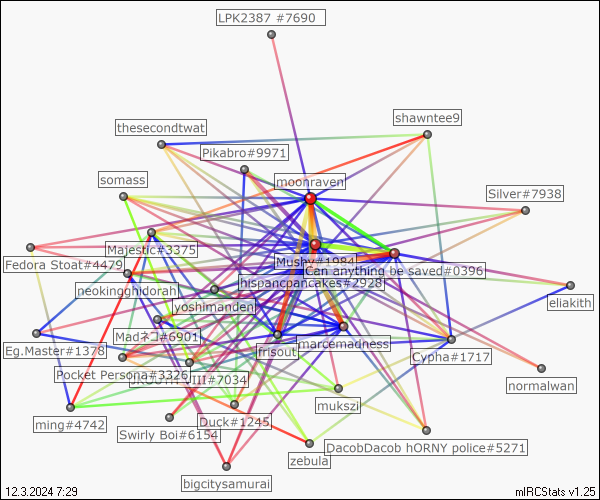 LPK2387 #7690
shawntee9
thesecondtwat
Pikabro#9971
moonraven
somass
Silver#7938
Majestic#3375
Mushy#1984
Fedora Stoat#4479
Can anything be saved#0396
hispancpancakes#2928
neokingghidorah
eliakith
yoshimanden
Madネコ#6901
marcemadness
Eg.Master#1378
frisout
Cypha#1717
Pocket Persona#3326
VIII#7034
normalwan
mukszi
ming#4742
Duck#1245
Swirly Boi#6154
DacobDacob hORNY police#5271
zebula
bigcitysamurai
12.3.2024 7:29
mIRCStats v1.25